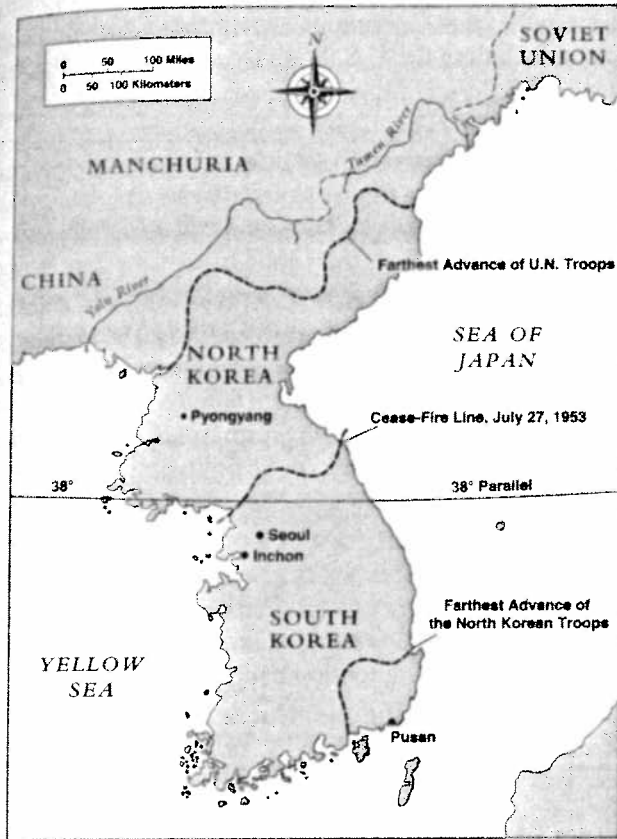 N
SOVIET
UNION
0 50 100 Miles
0 50 100 Kilometers
MANCHURIA
Tumen River
CHINA
Yalu River
Farthest Advance of U.N. Troops
SEA OF
JAPAN
NORTH
KOREA
Pyongyang
Cease-Fire Line, July 27, 1953
38°
38° Parallel
Seoul
Inchon
Farthest Advance of
the North Korean Troops
SOUTH
KOREA
YELLOW
SEA
Pusan